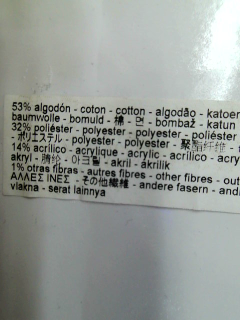 53% algodón - coton - cotton - algodão - katoen
baumwolle - bomuld - 棉 - 면 - bombaž - katun
32% poliéster - polyester - polyester - poliéster
- ポリエステル - polyester - polyester - 聚酯纤维 -
14% acrílico - acrylique - acrylic - acrílico - acry
akryl - 腈纶 - 아크릴 - akril - akrilik
1% otras fibras - autres fibres - other fibres - out
ΑΛΛΕΣ ΙΝΕΣ - その他繊維 - andere fasern - andr
vlakna - serat lainnya